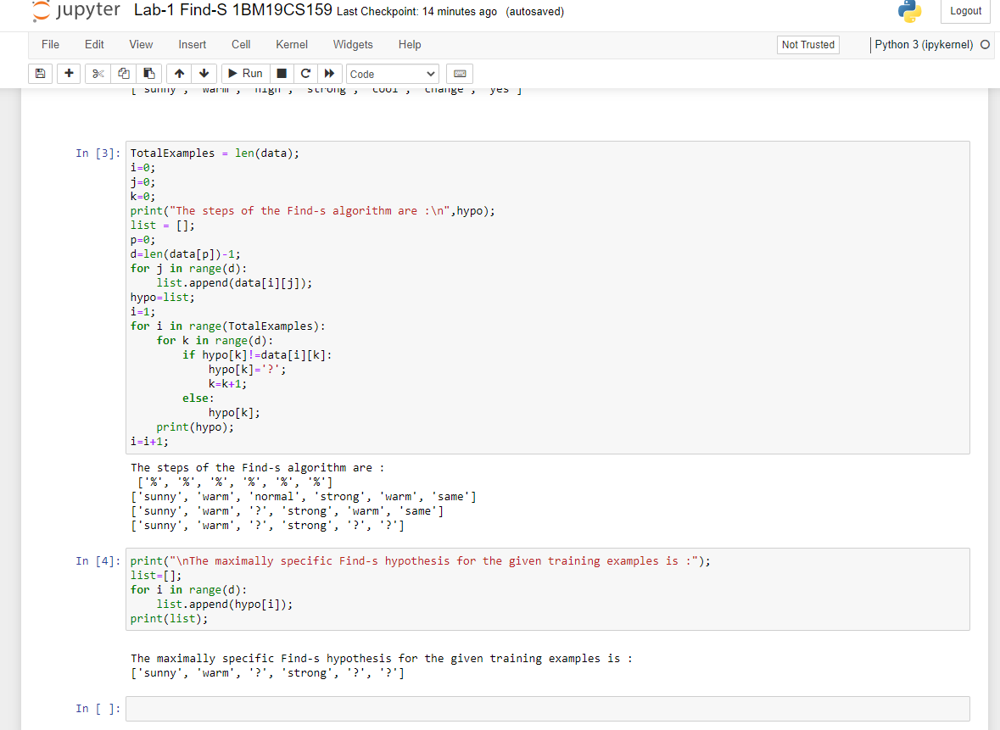 jupyter Lab-1 Find-S 1BM19CS159 Last Checkpoint: 14 minutes ago (autosaved)
Logout
File Edit View Insert Cell Kernel Widgets Help
Not Trusted
Python 3 (ipykernel)
Run
Code
['sunny', 'warm', 'high', 'strong', 'cool', 'change', 'yes']
In [3]:
TotalExamples = len(data);
i=0;
j=0;
k=0;
print("The steps of the Find-s algorithm are :\n",hypo);
list = [];
p=0;
d=len(data[p])-1;
for j in range(d):
    list.append(data[i][j]);
hypo=list;
i=1;
for i in range(TotalExamples):
    for k in range(d):
        if hypo[k]!=data[i][k]:
            hypo[k]='?';
            k=k+1;
        else:
            hypo[k];
    print(hypo);
i=i+1;
The steps of the Find-s algorithm are :
 ['%', '%', '%', '%', '%', '%']
['sunny', 'warm', 'normal', 'strong', 'warm', 'same']
['sunny', 'warm', '?', 'strong', 'warm', 'same']
['sunny', 'warm', '?', 'strong', '?', '?']
In [4]:
print("\nThe maximally specific Find-s hypothesis for the given training examples is :");
list=[];
for i in range(d):
    list.append(hypo[i]);
print(list);
The maximally specific Find-s hypothesis for the given training examples is :
['sunny', 'warm', '?', 'strong', '?', '?']
In [ ]: